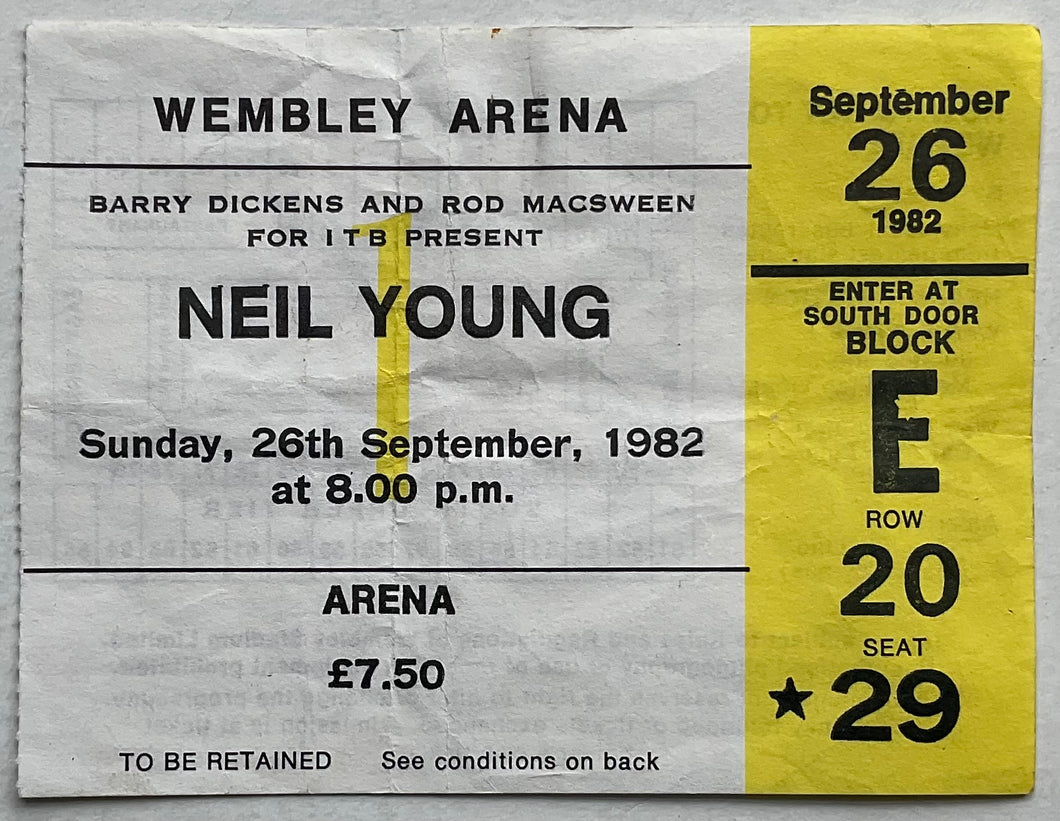 WEMBLEY ARENA
BARRY DICKENS AND ROD MACSWEEN
FOR ITB PRESENT
1
NEIL YOUNG
Sunday, 26th September, 1982
at 8.00 p.m.
ARENA
£7.50
TO BE RETAINED See conditions on back
September
26
1982
ENTER AT
SOUTH DOOR
BLOCK
E
ROW
20
SEAT
★29